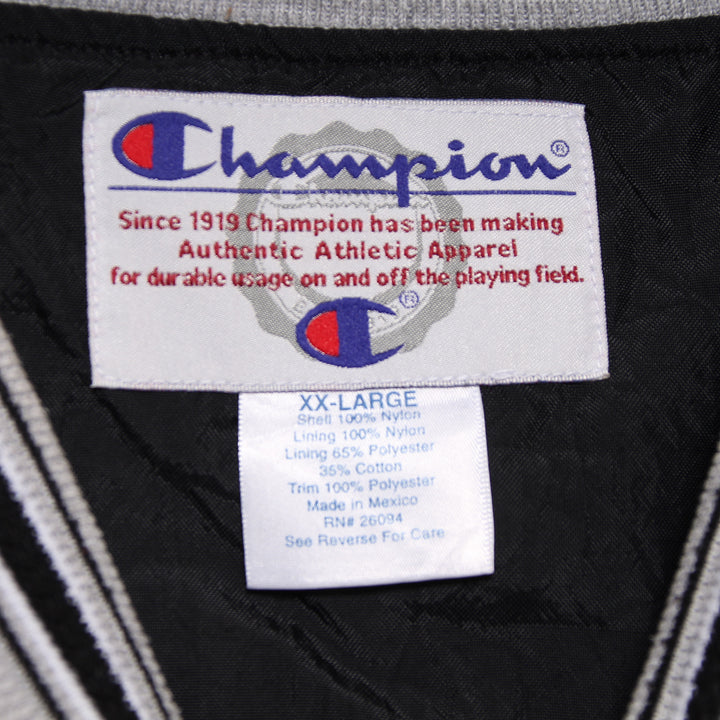 Champion®
Since 1919 Champion has been making
Authentic Athletic Apparel
for durable usage on and off the playing field.
®
XX-LARGE
Shell 100% Nylon
Lining 100% Nylon
Lining 65% Polyester
35% Cotton
Trim 100% Polyester
Made in Mexico
RN# 26094
See Reverse For Care